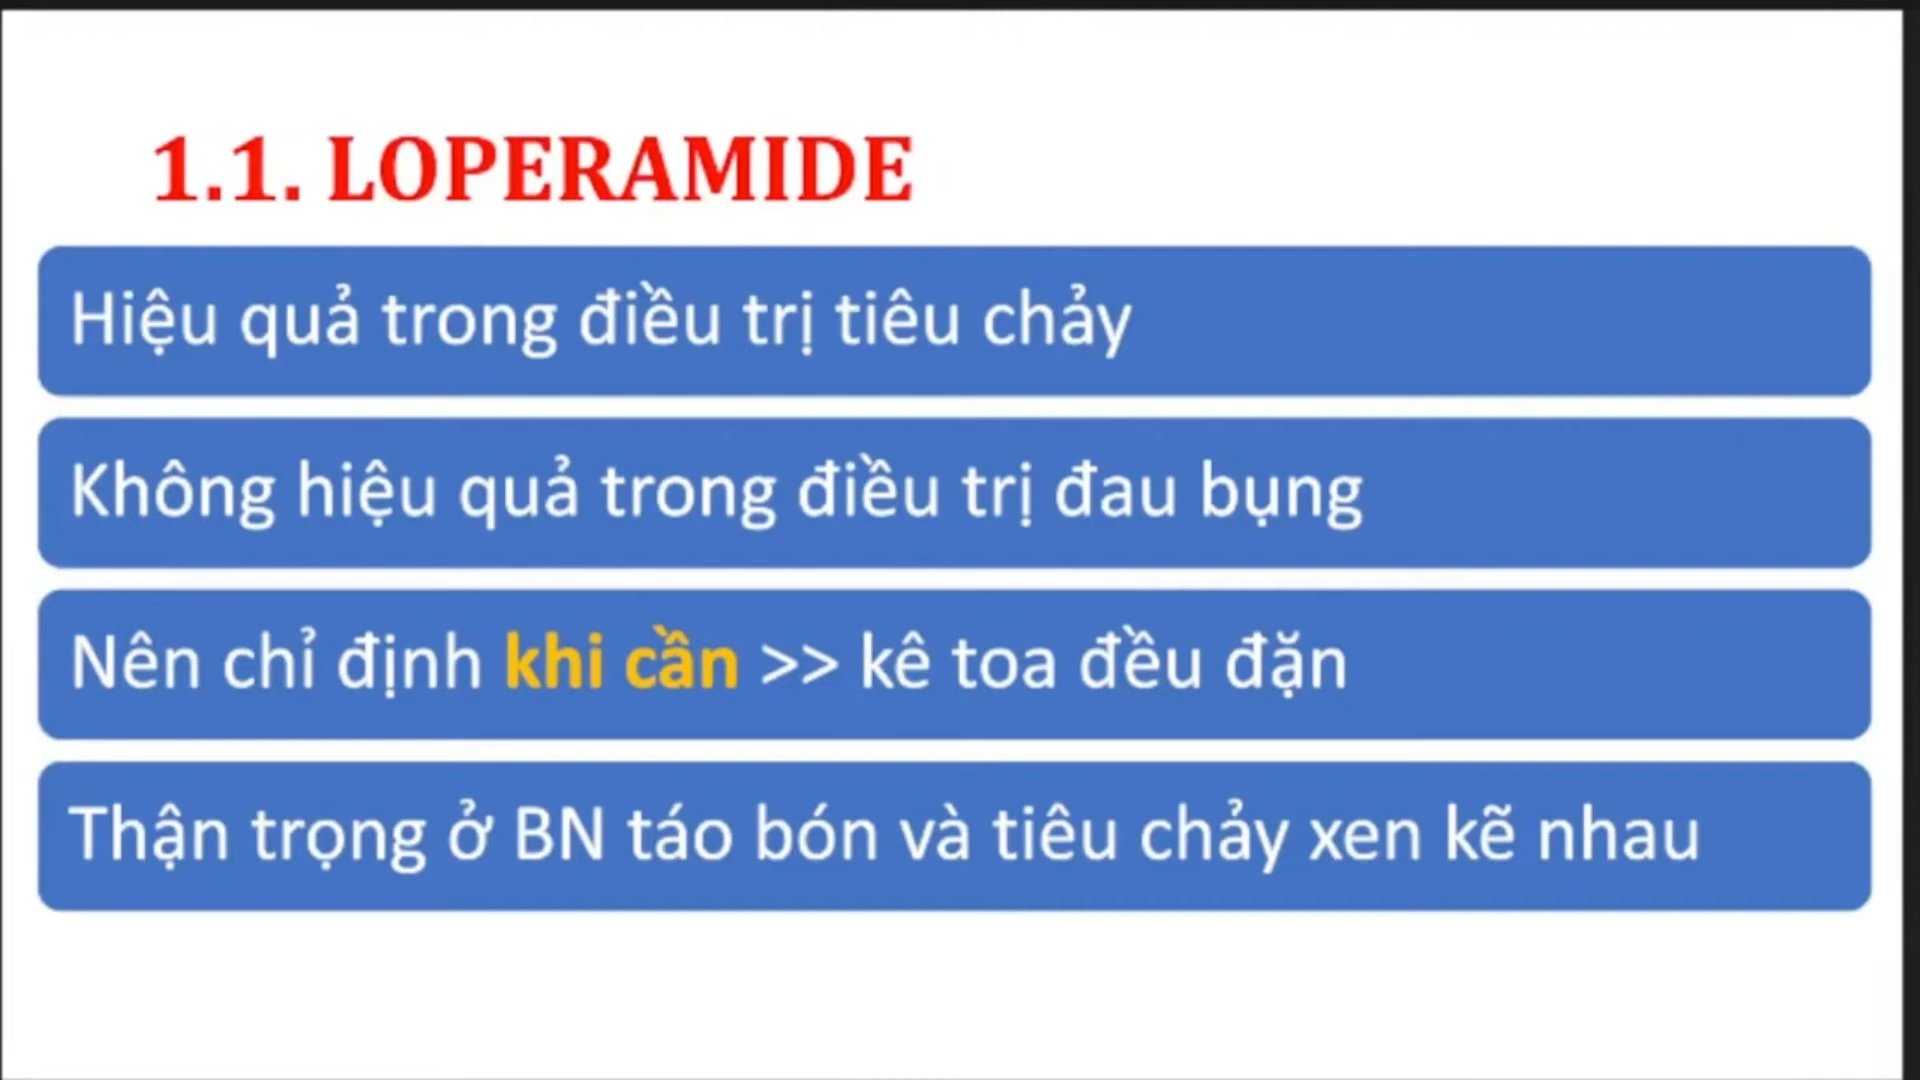 1.1. LOPERAMIDE
Hiệu quả trong điều trị tiêu chảy
Không hiệu quả trong điều trị đau bụng
Nên chỉ định khi cần >> kê toa đều đặn
Thận trọng ở BN táo bón và tiêu chảy xen kẽ nhau